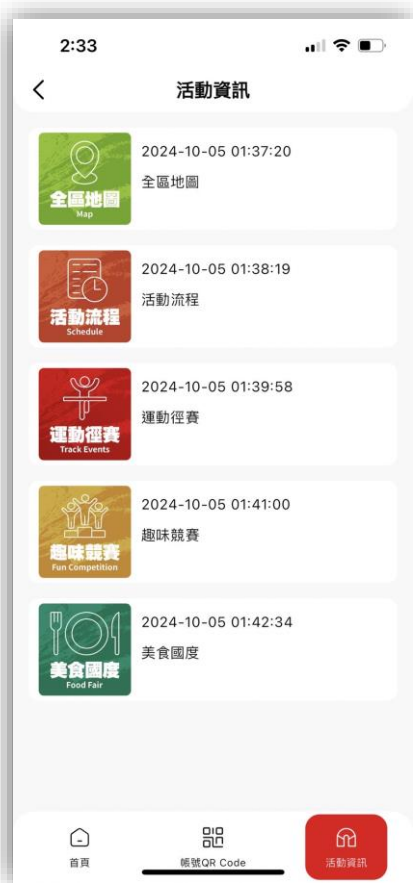 2:33
活動資訊
全區地圖
Map
2024-10-05 01:37:20
全區地圖
活動流程
Schedule
2024-10-05 01:38:19
活動流程
運動徑賽
Track Events
2024-10-05 01:39:58
運動徑賽
趣味競賽
Fun Competition
2024-10-05 01:41:00
趣味競賽
美食國度
Food Fair
2024-10-05 01:42:34
美食國度
首頁
帳號QR Code
活動資訊